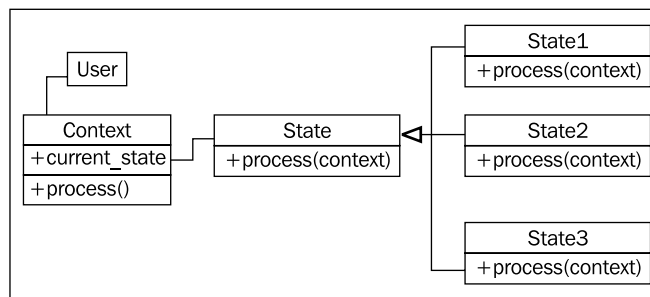 User
Context
+current_state
+process()
State
+process(context)
State1
+process(context)
State2
+process(context)
State3
+process(context)